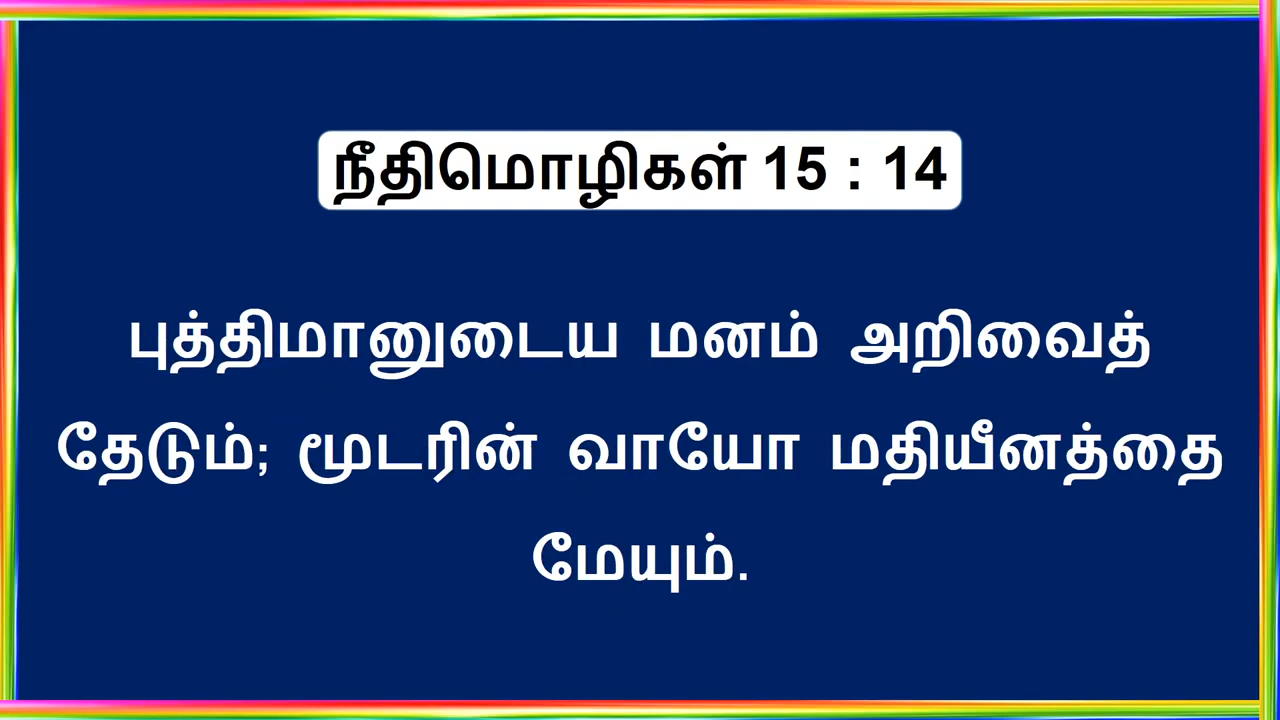 நீதிமொழிகள் 15 : 14
புத்திமானுடைய மனம் அறிவைத்
தேடும்; மூடரின் வாயோ மதியீனத்தை
மேயும்.